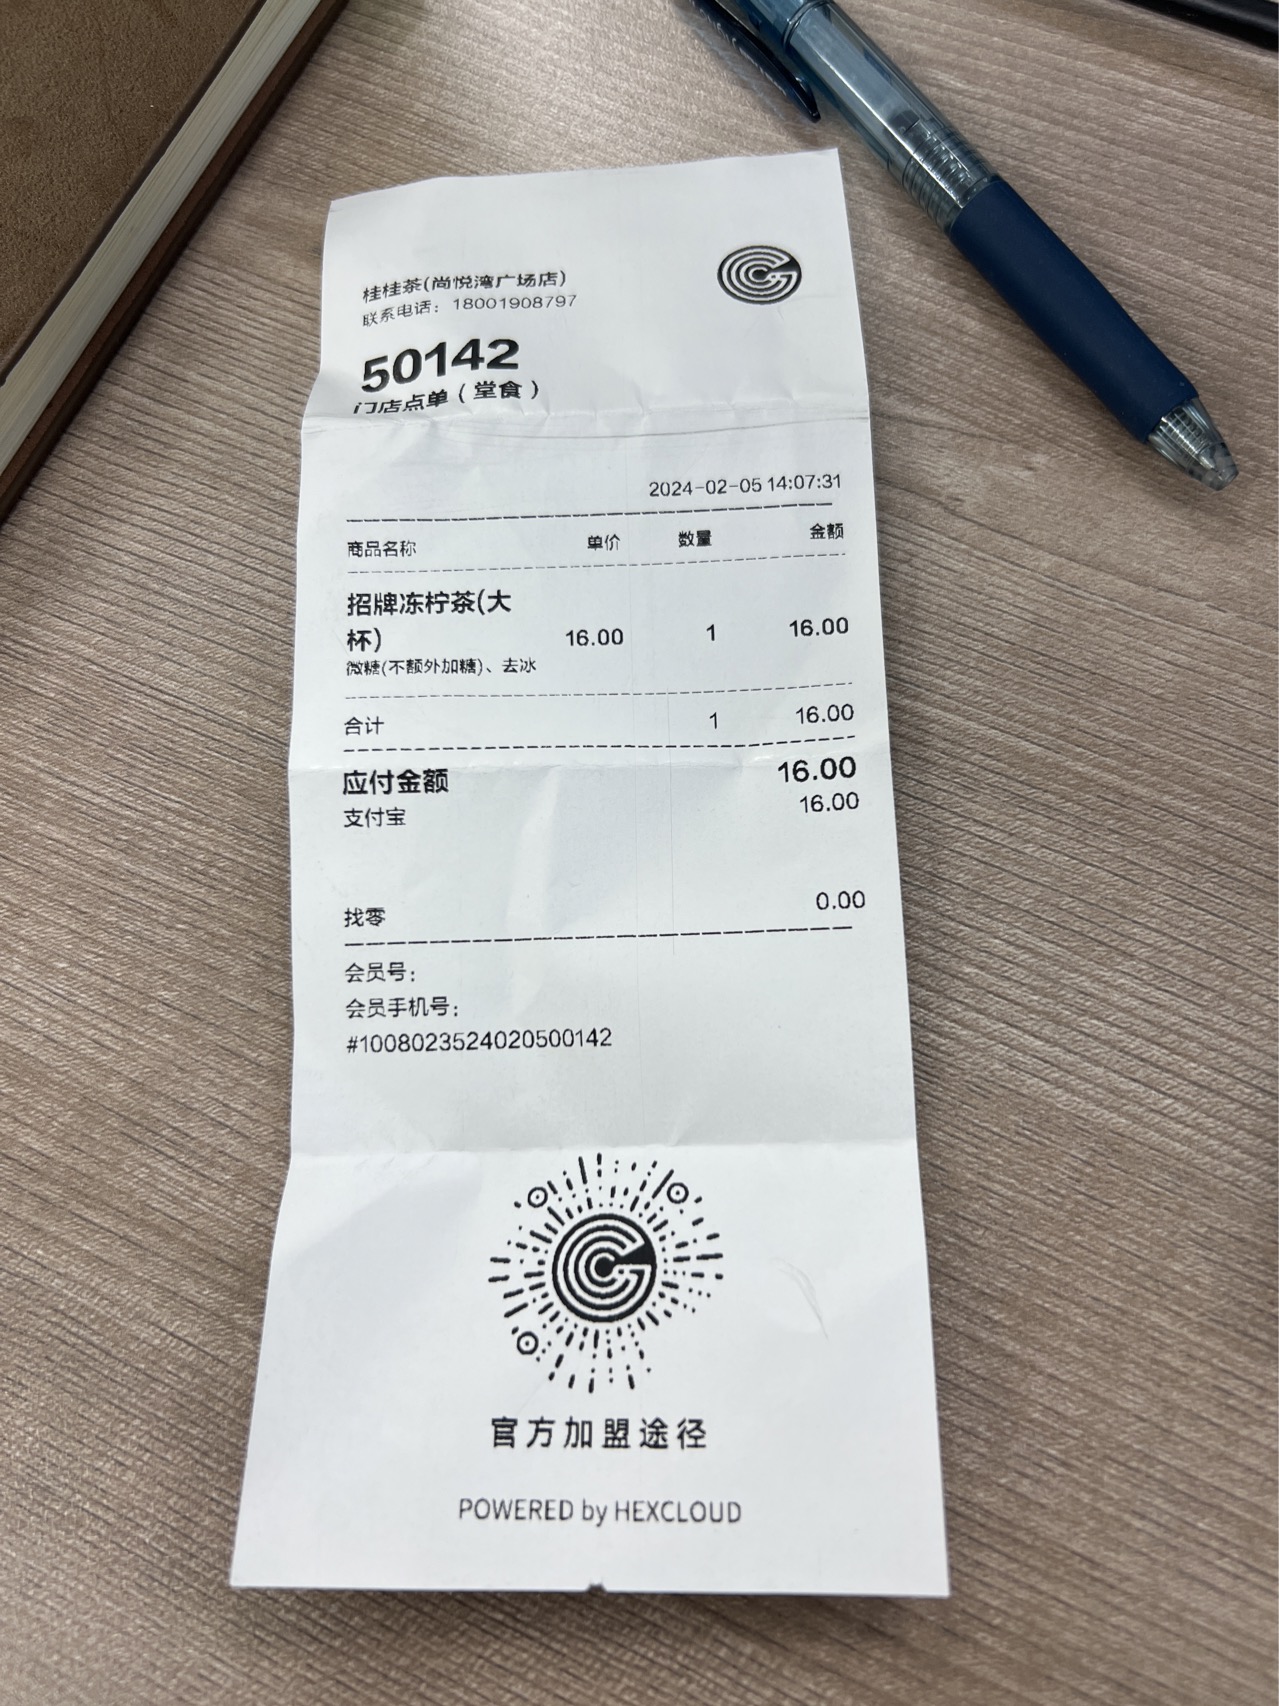 桂桂茶(尚悦湾广场店)
联系电话：18001908797
50142
门店点单（堂食）
2024-02-05 14:07:31
商品名称 单价 数量 金额
招牌冻柠茶(大
杯) 16.00 1 16.00
微糖(不额外加糖)、去冰
合计 1 16.00
应付金额 16.00
支付宝 16.00
找零 0.00
会员号：
会员手机号：
#1008023524020500142
官方加盟途径
POWERED by HEXCLOUD